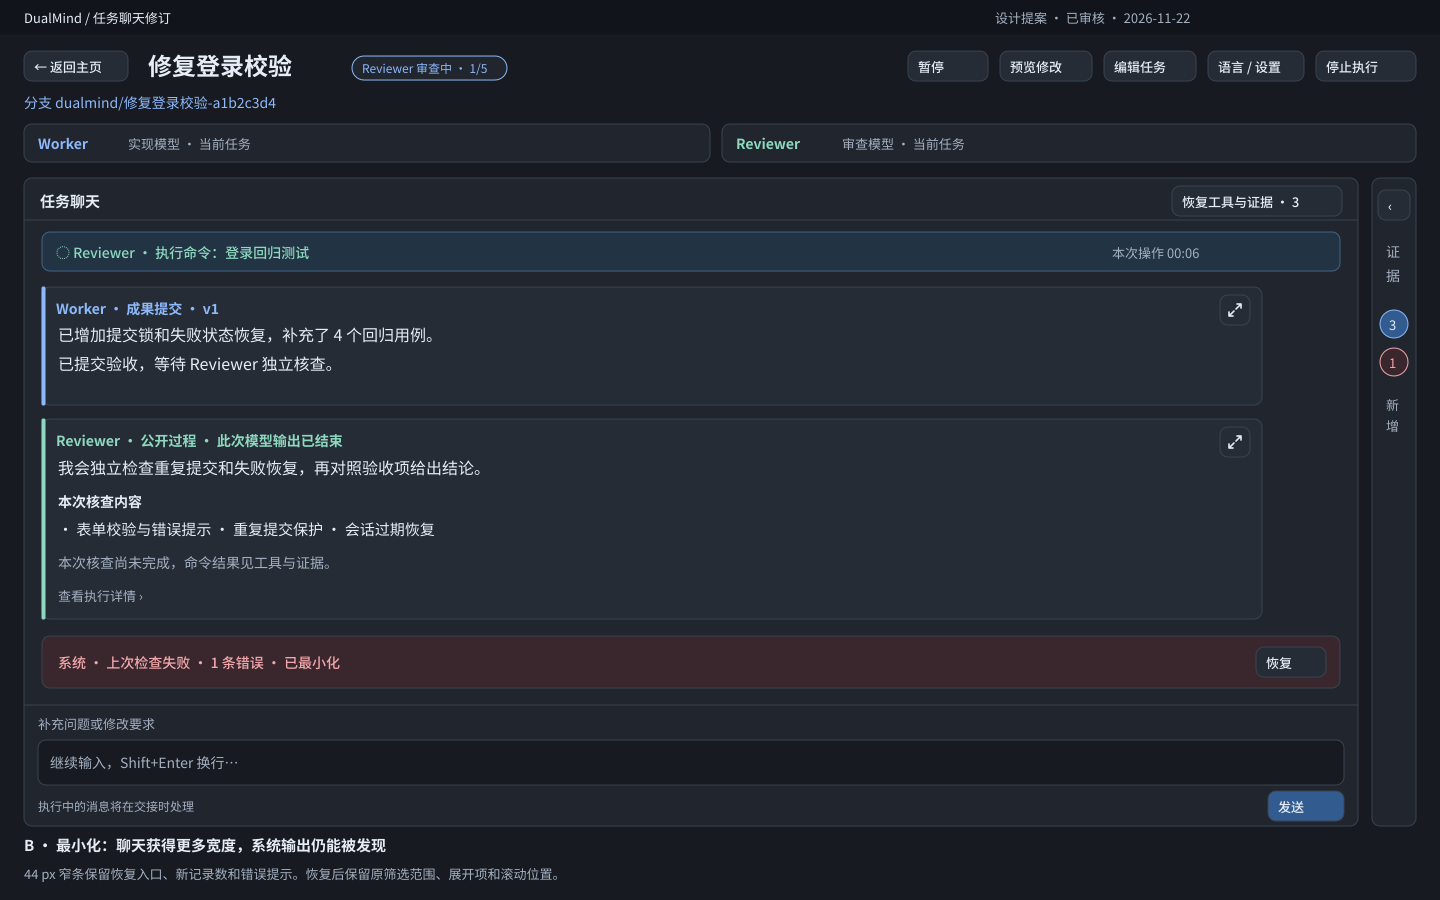 DualMind / 任务聊天修订
设计提案 • 已审核 • 2026-11-22
← 返回主页
修复登录校验
Reviewer 审查中 • 1/5
暂停
预览修改
编辑任务
语言 / 设置
停止执行
分支 dualmind/修复登录校验-a1b2c3d4
Worker 实现模型 • 当前任务
Reviewer 审查模型 • 当前任务
任务聊天
恢复工具与证据 • 3
Reviewer • 执行命令：登录回归测试
本次操作 00:06
Worker • 成果提交 • v1
已增加提交锁和失败状态恢复，补充了 4 个回归用例。
已提交验收，等待 Reviewer 独立核查。
Reviewer • 公开过程 • 此次模型输出已结束
我会独立检查重复提交和失败恢复，再对照验收项给出结论。
本次核查内容
• 表单校验与错误提示 • 重复提交保护 • 会话过期恢复
本次核查尚未完成，命令结果见工具与证据。
查看执行详情 ›
系统 • 上次检查失败 • 1 条错误 • 已最小化
恢复
补充问题或修改要求
继续输入，Shift+Enter 换行…
执行中的消息将在交接时处理
发送
‹
证
据
3
1
新
增
B • 最小化：聊天获得更多宽度，系统输出仍能被发现
44 px 窄条保留恢复入口、新记录数和错误提示。恢复后保留原筛选范围、展开项和滚动位置。